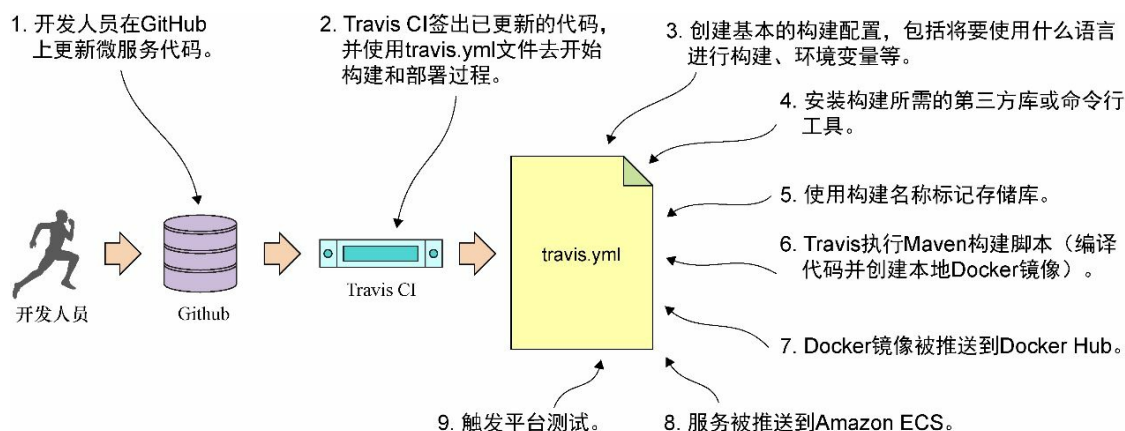 1. 开发人员在GitHub
上更新微服务代码。
2. Travis CI签出已更新的代码，
并使用travis.yml文件去开始
构建和部署过程。
3. 创建基本的构建配置，包括将要使用什么语言
进行构建、环境变量等。
4. 安装构建所需的第三方库或命令行
工具。
5. 使用构建名称标记存储库。
6. Travis执行Maven构建脚本（编译
代码并创建本地Docker镜像）。
7. Docker镜像被推送到Docker Hub。
8. 服务被推送到Amazon ECS。
9. 触发平台测试。
开发人员
Github
Travis CI
travis.yml